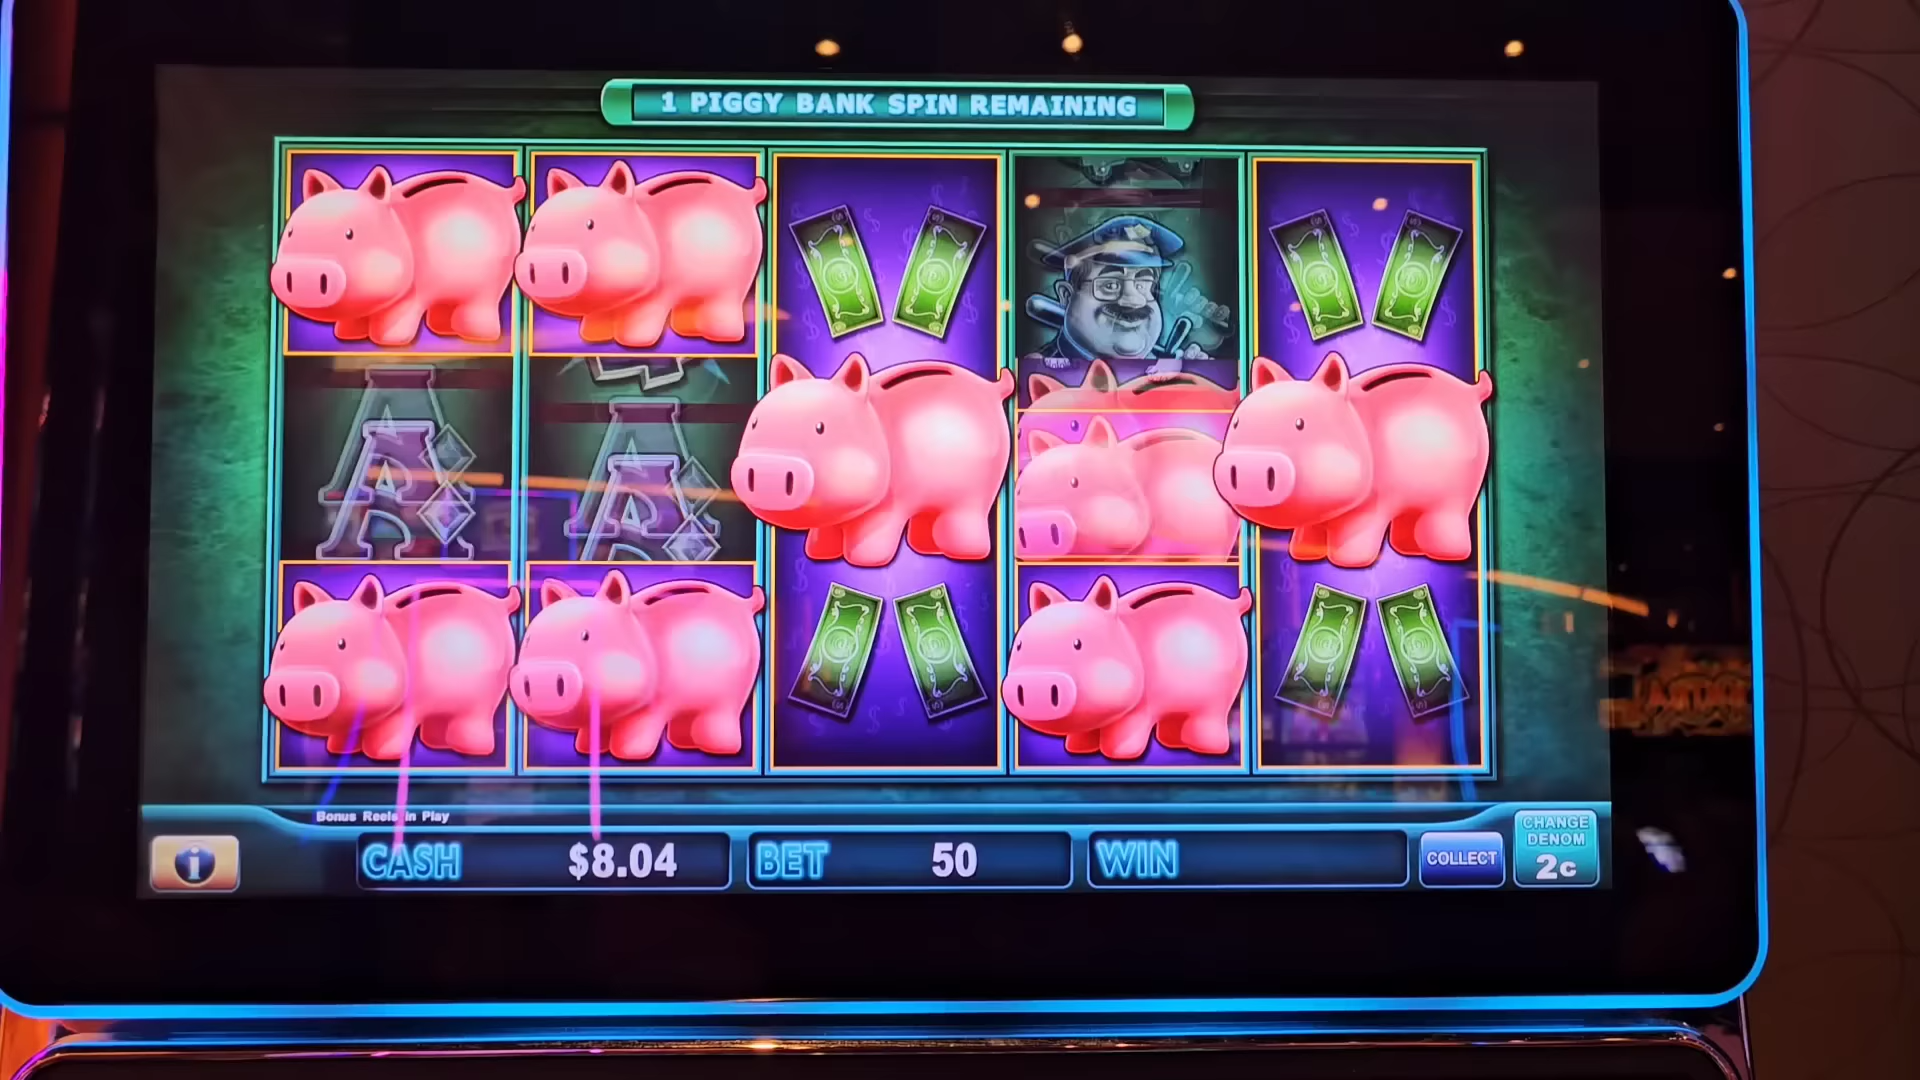 1 PIGGY BANK SPIN REMAINING
Bonus Reels in Play
CASH $8.04
BET 50
WIN
COLLECT
CHANGE
DENOM
2c